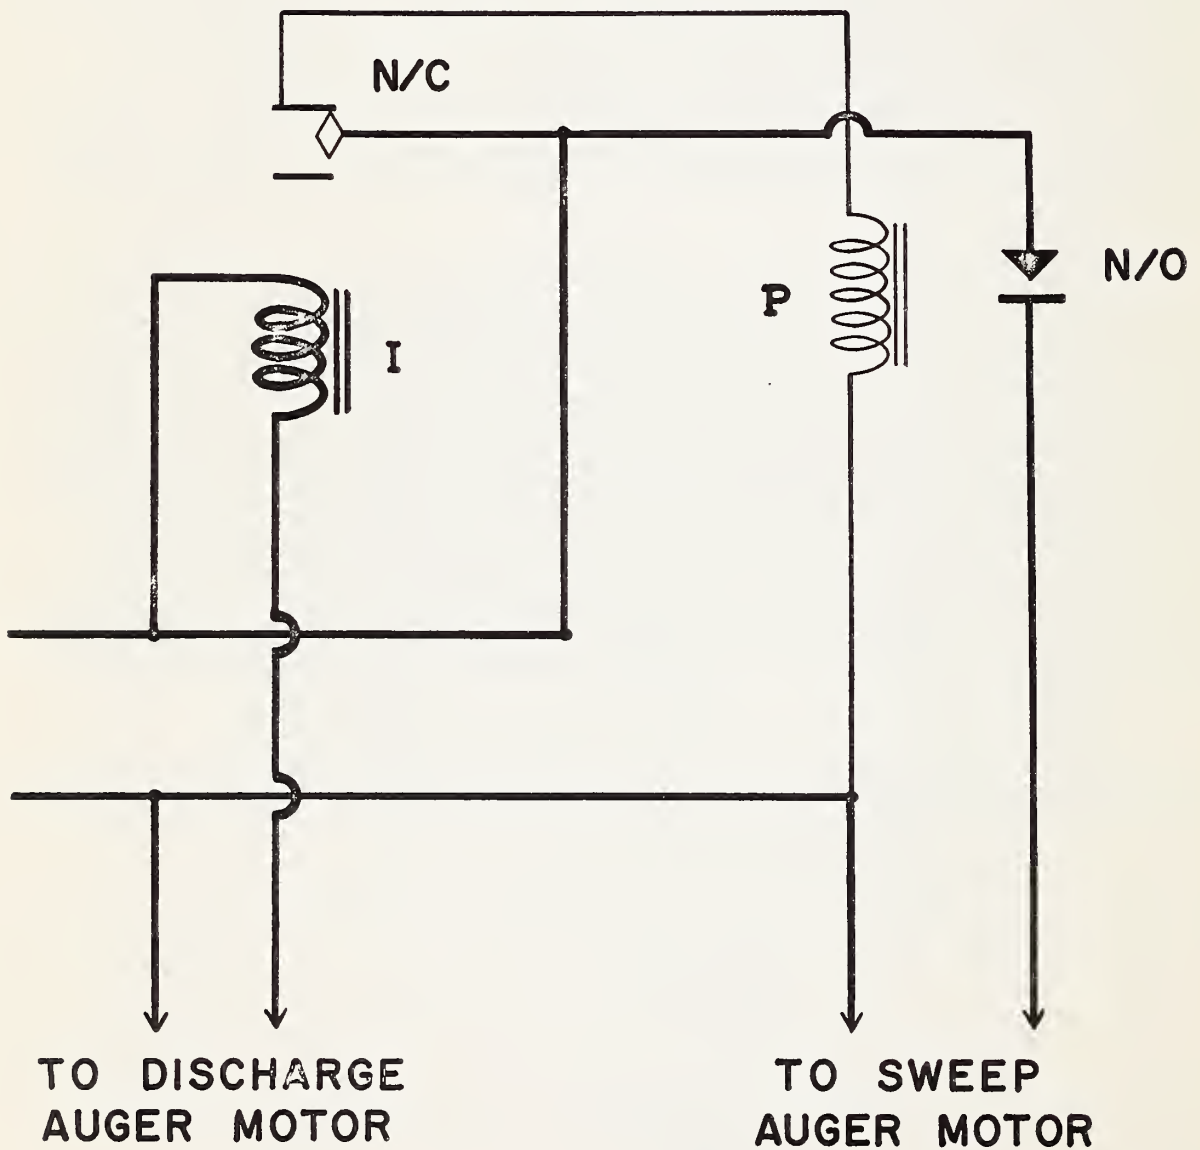 N/C
N/O
P
I
TO DISCHARGE
AUGER MOTOR
TO SWEEP
AUGER MOTOR